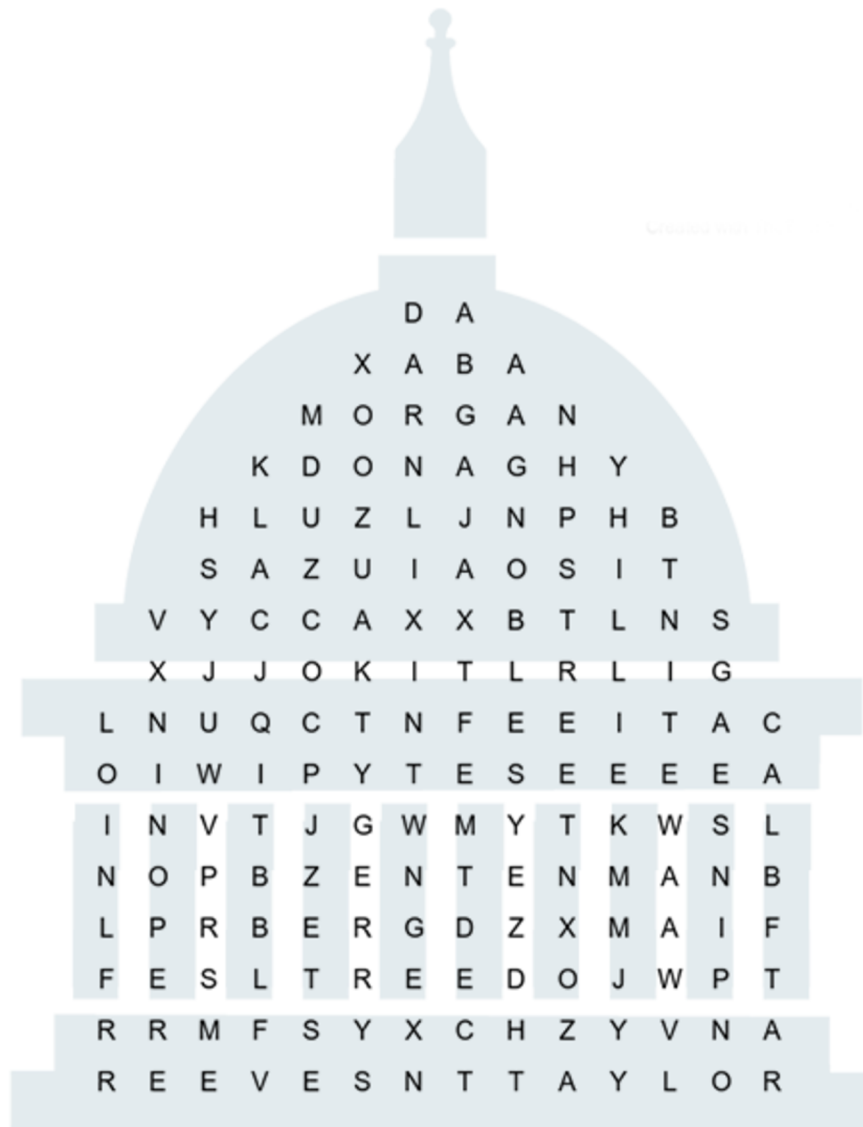 D A
X A B A
M O R G A N
K D O N A G H Y
H L U Z L J N P H B
S A Z U I A O S I T
V Y C C A X X B T L N S
X J J O K I T L R L I G
L N U Q C T N F E E I T A C
O I W I P Y T E S E E E E A
I N V T J G W M Y T K W S L
N O P B Z E N T E N M A N B
L P R B E R G D Z X M A I F
F E S L T R E E D O J W P T
R R M F S Y X C H Z Y V N A
R E E V E S N T T A Y L O R